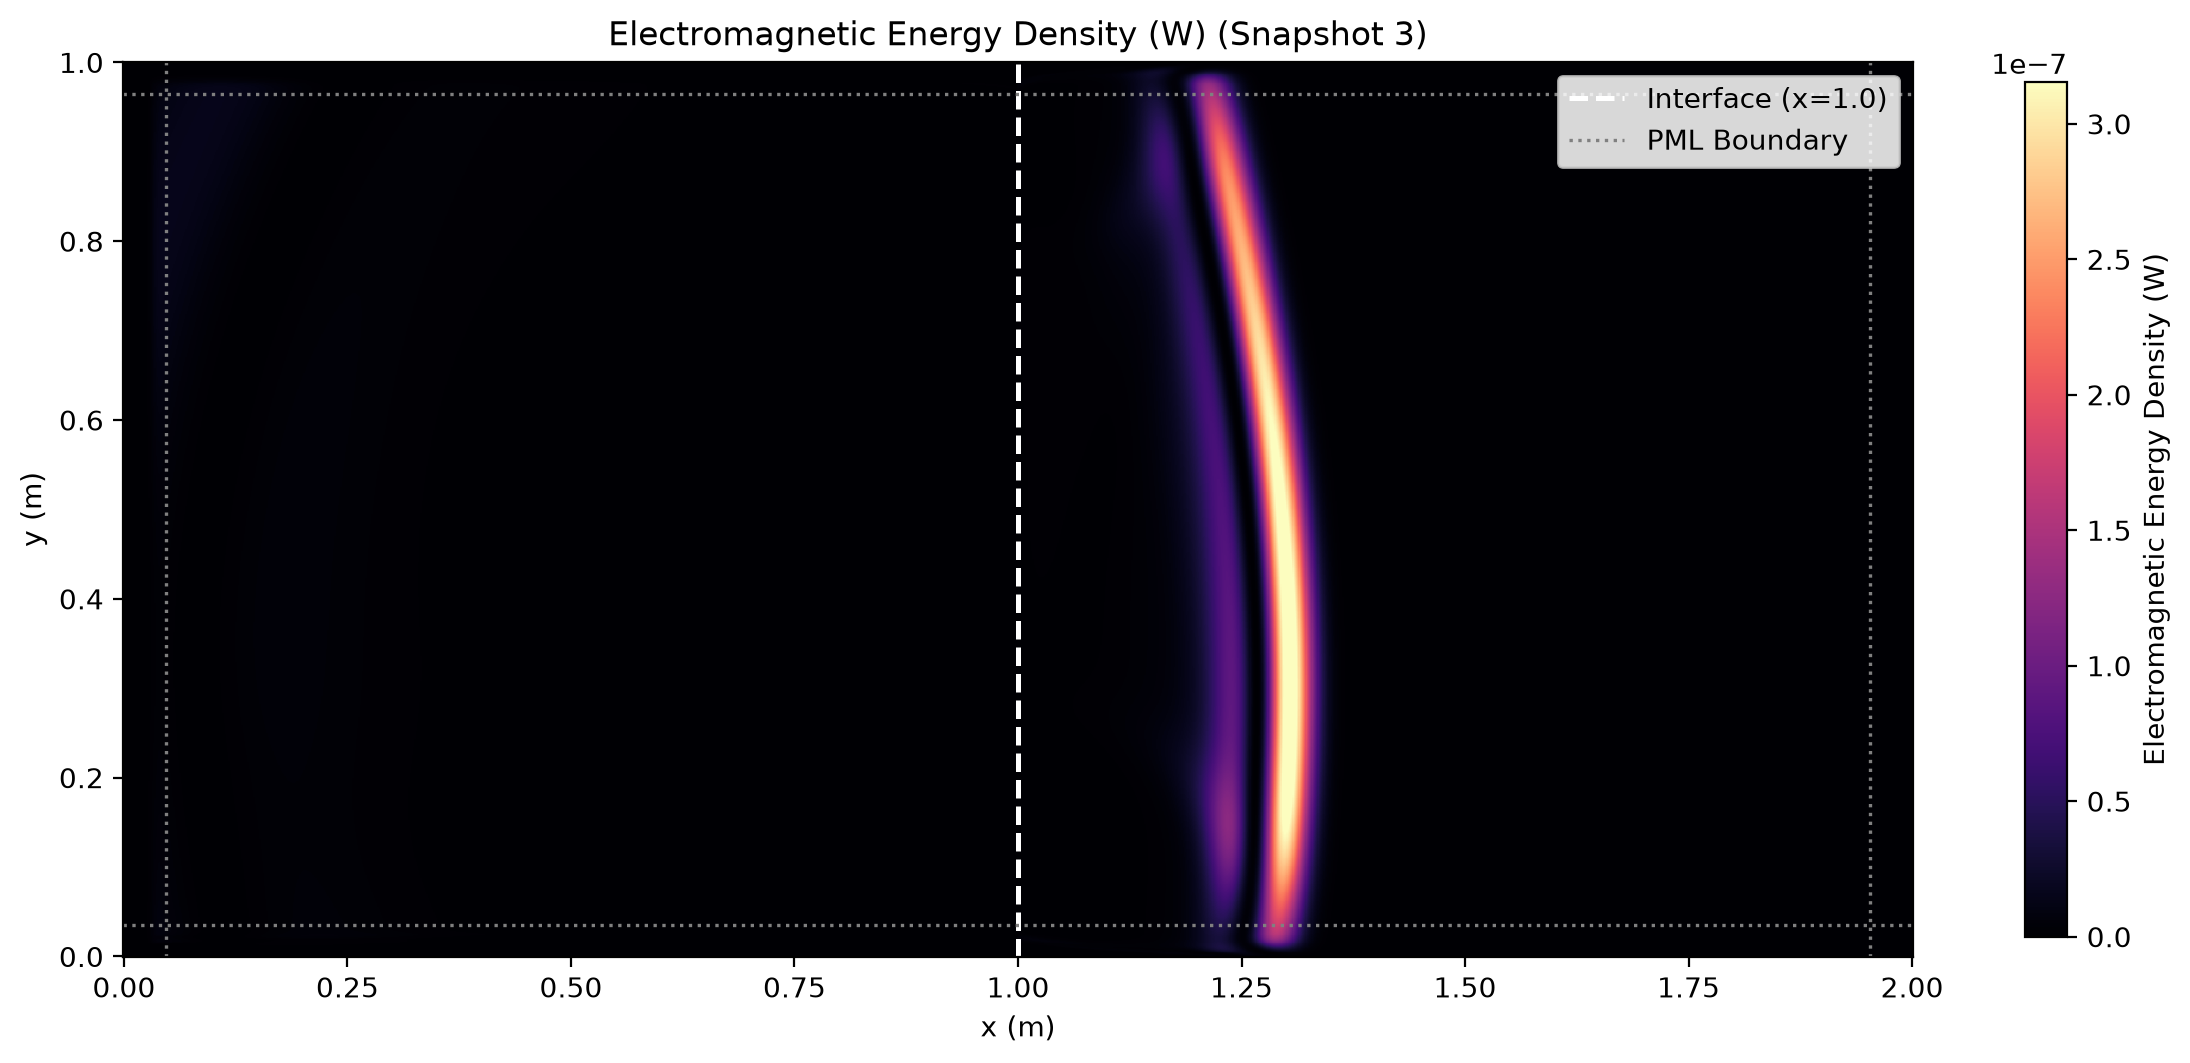 Electromagnetic Energy Density (W) (Snapshot 3)
1e−7
Interface (x=1.0)
PML Boundary
1.0
0.8
0.6
0.4
0.2
0.0
y (m)
0.00 0.25 0.50 0.75 1.00 1.25 1.50 1.75 2.00
x (m)
3.0
2.5
2.0
1.5
1.0
0.5
0.0
Electromagnetic Energy Density (W)